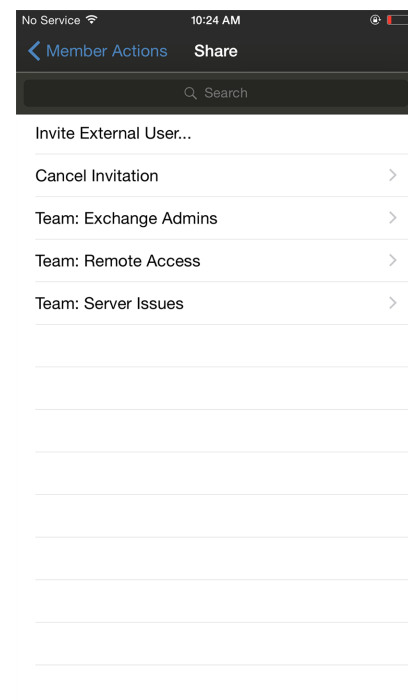 No Service 10:24 AM
Member Actions Share
Search
Invite External User...
Cancel Invitation
Team: Exchange Admins
Team: Remote Access
Team: Server Issues